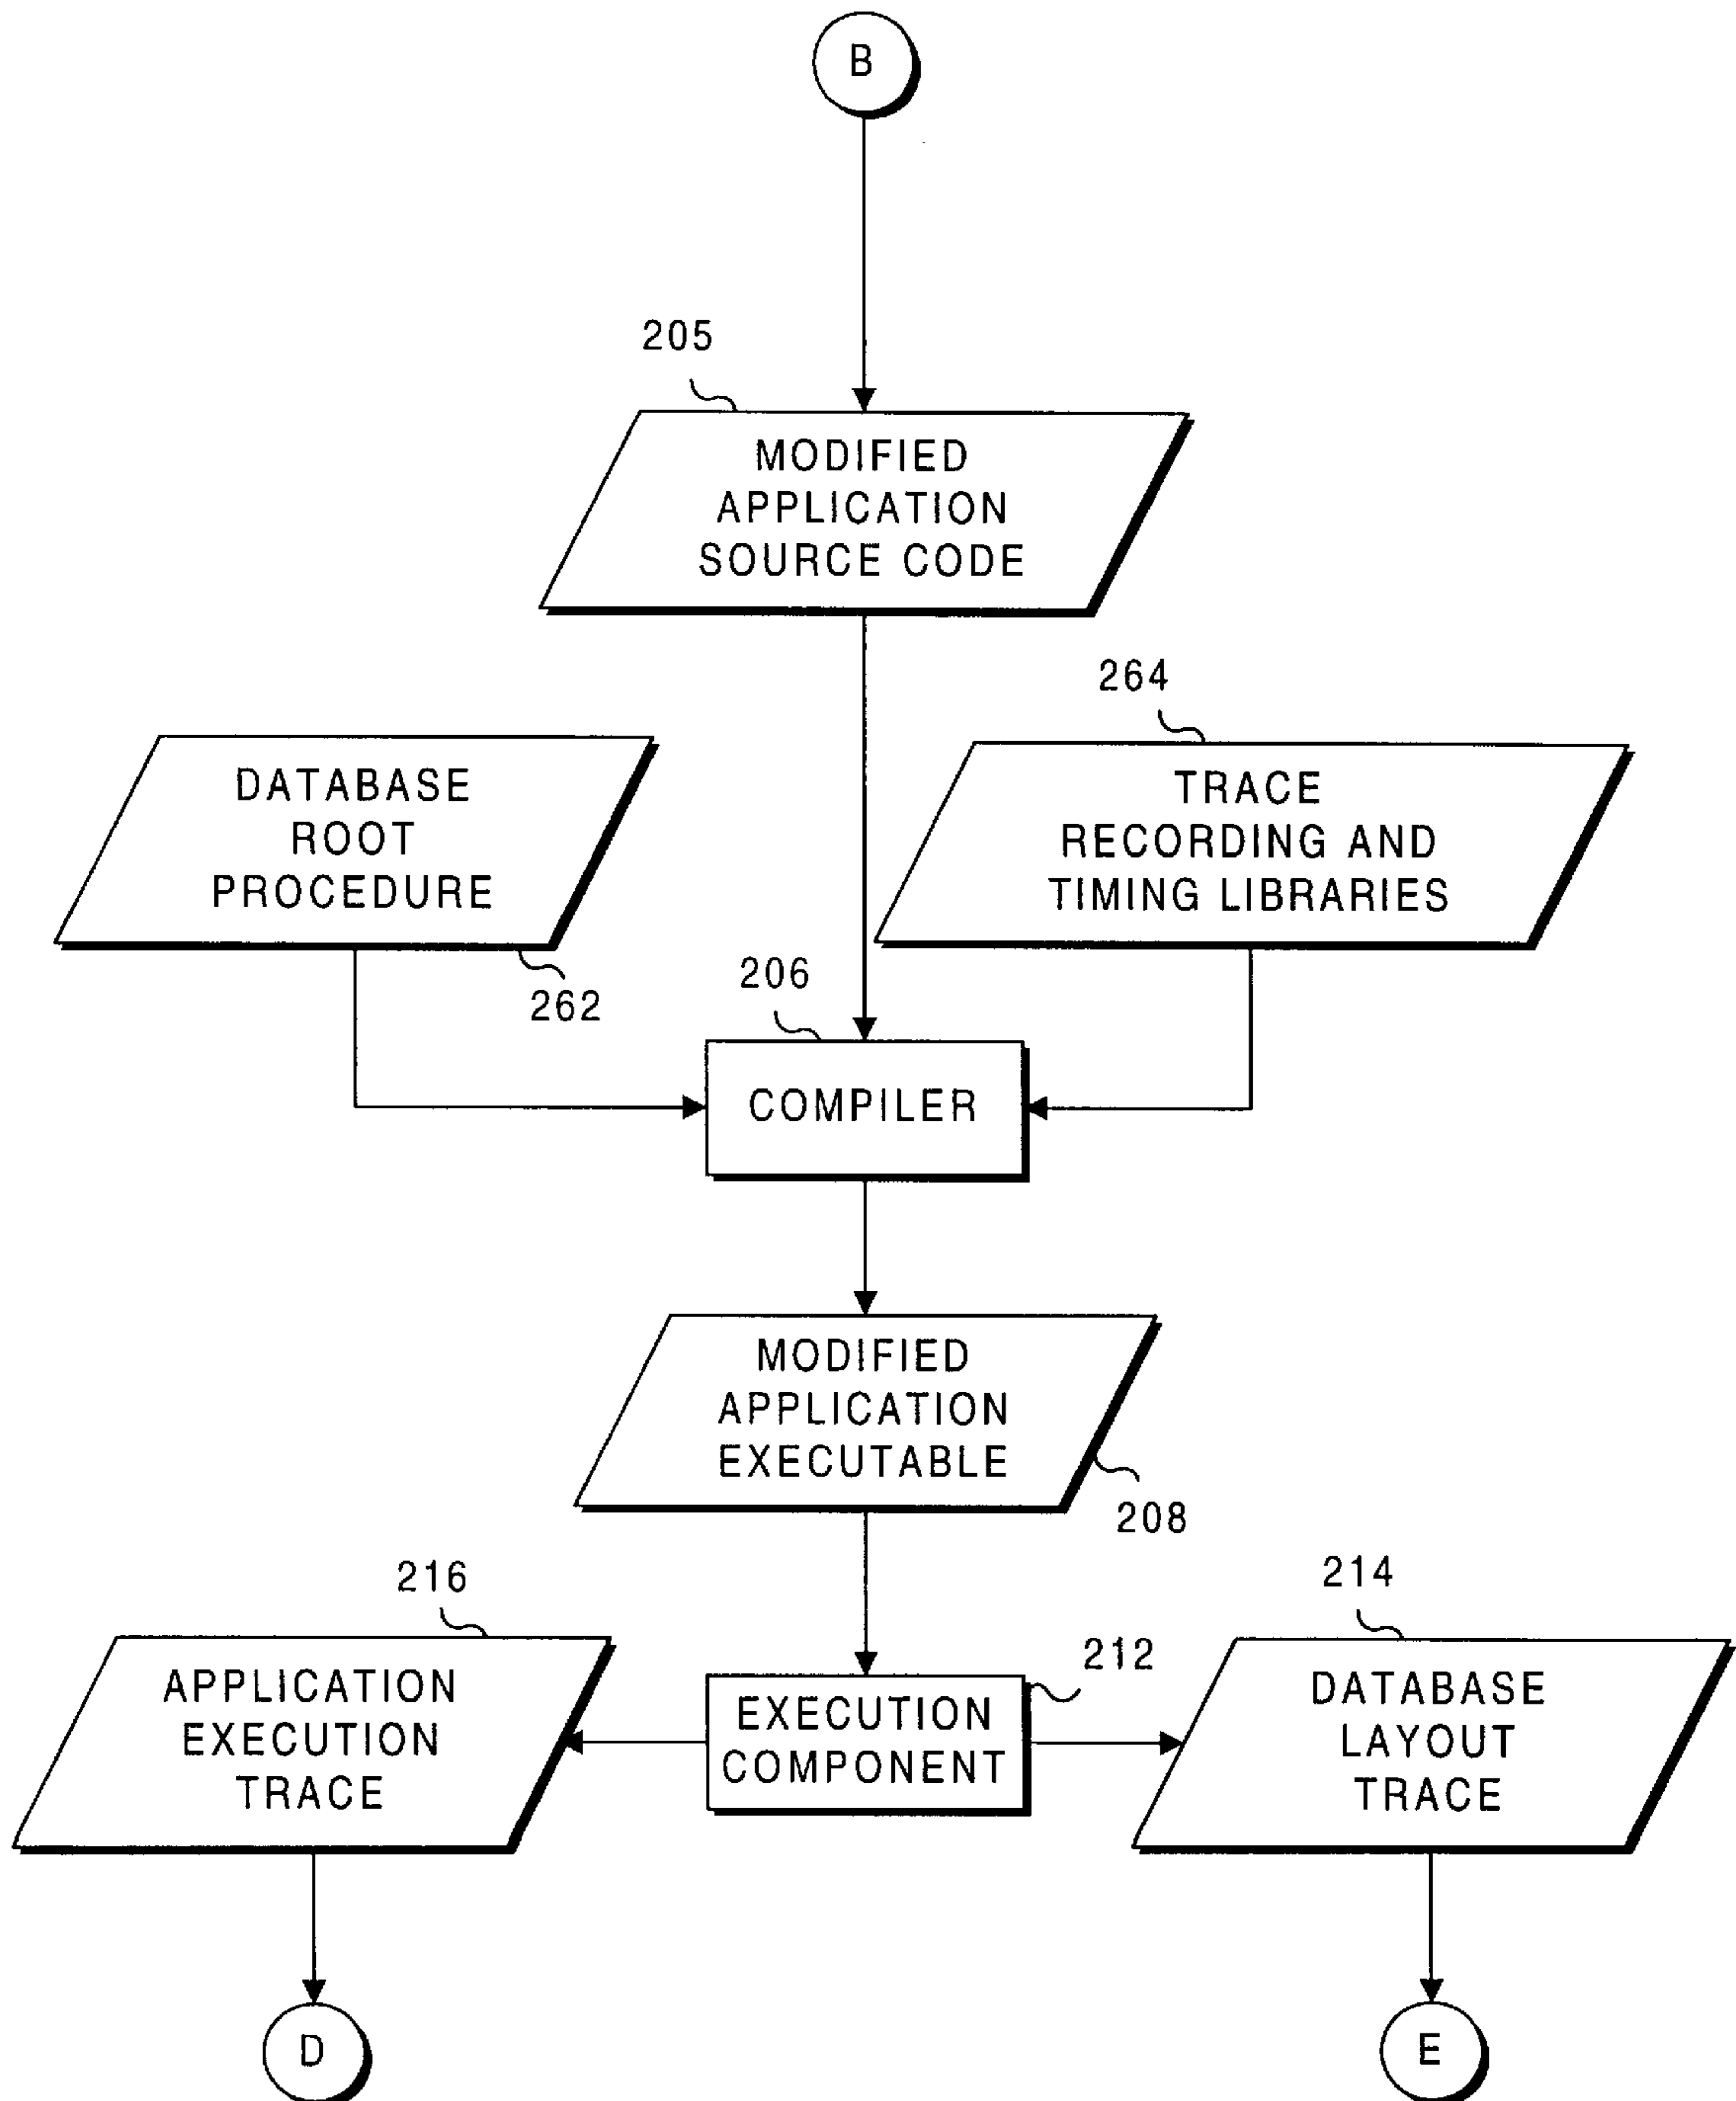 B
205
MODIFIED
APPLICATION
SOURCE CODE
264
DATABASE
ROOT
PROCEDURE
TRACE
RECORDING AND
TIMING LIBRARIES
262
206
COMPILER
MODIFIED
APPLICATION
EXECUTABLE
208
216
214
APPLICATION
EXECUTION
TRACE
212
EXECUTION
COMPONENT
DATABASE
LAYOUT
TRACE
D
E